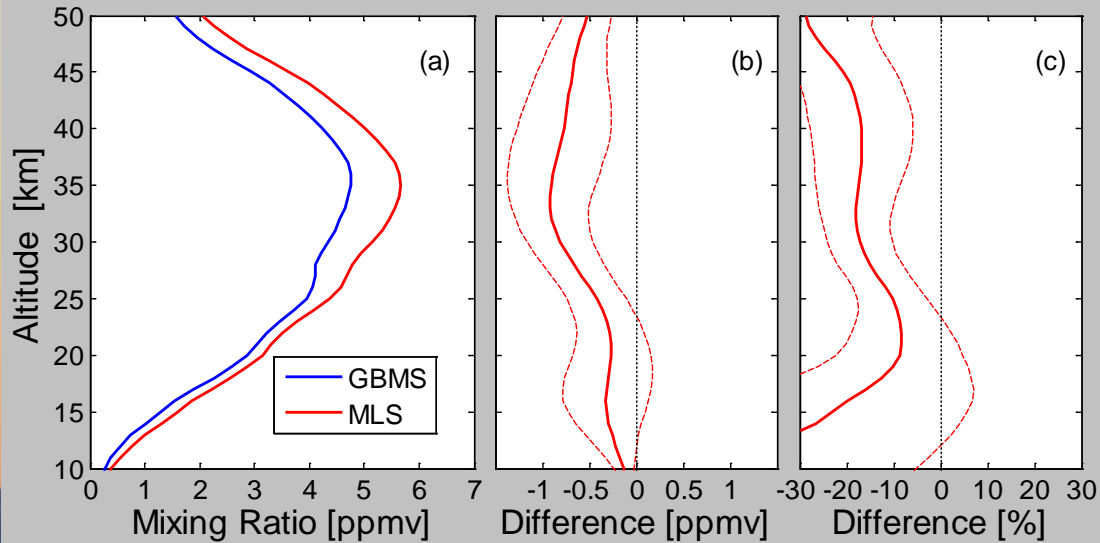 50
45
40
35
30
25
20
15
10
Altitude [km]
(a)
GBMS
MLS
0 1 2 3 4 5 6 7
Mixing Ratio [ppmv]
(b)
-1 -0.5 0 0.5 1
Difference [ppmv]
(c)
-30 -20 -10 0 10 20 30
Difference [%]